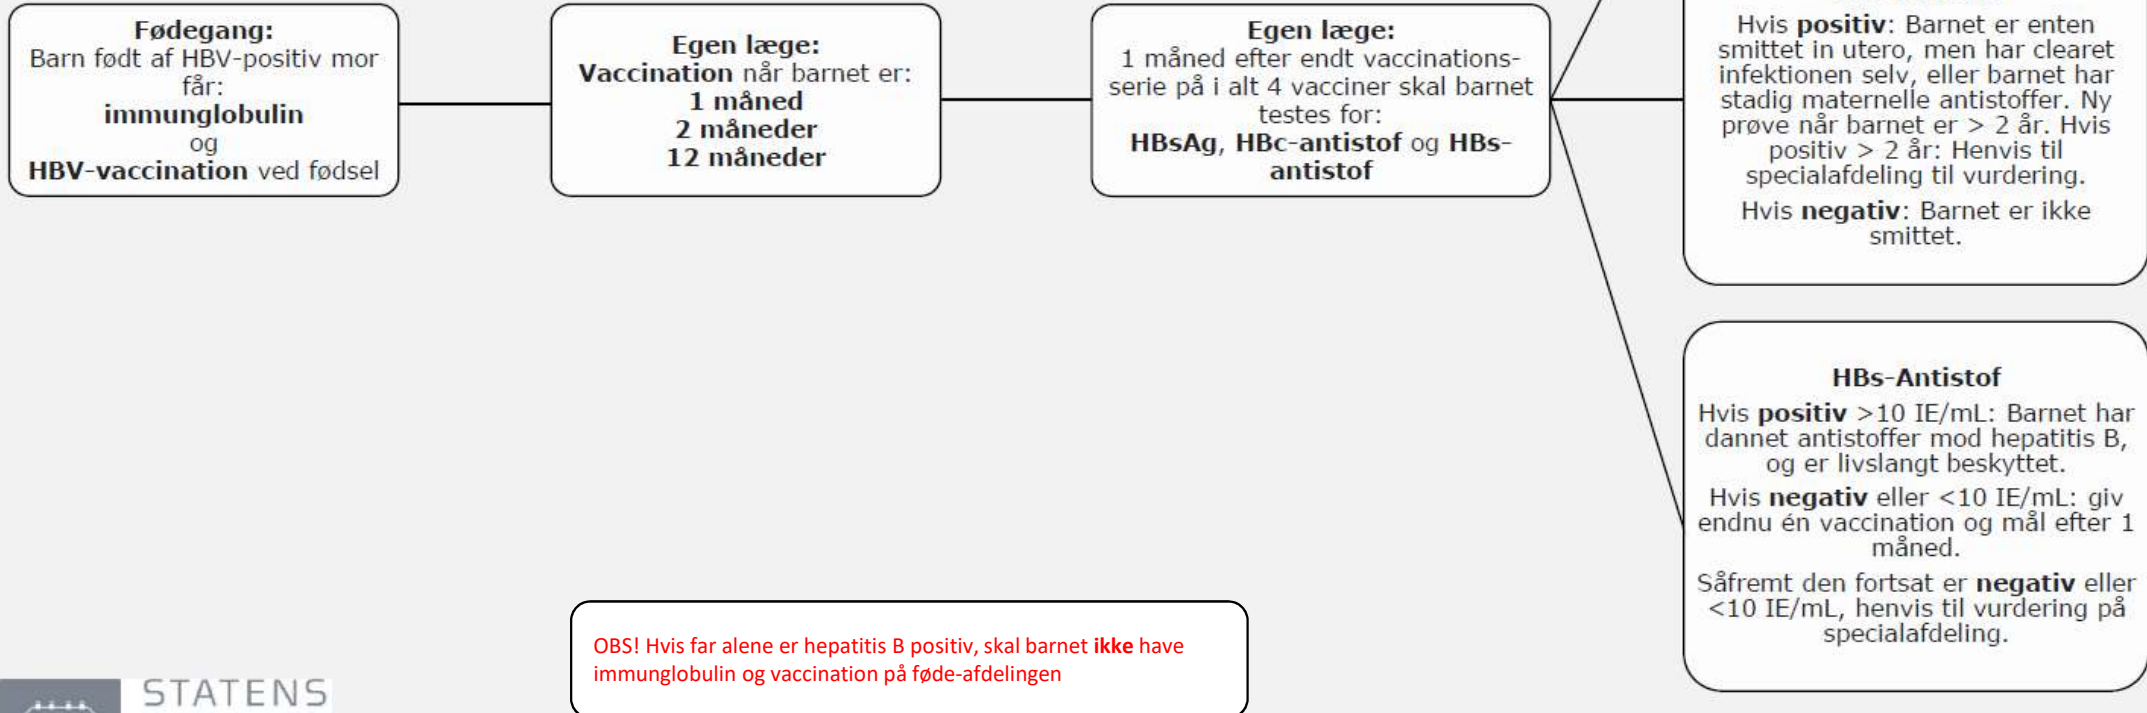 Fødegang:
Barn født af HBV-positiv mor
får:
immunglobulin
og
HBV-vaccination ved fødsel
Egen læge:
Vaccination når barnet er:
1 måned
2 måneder
12 måneder
Egen læge:
1 måned efter endt vaccinations-
serie på i alt 4 vacciner skal barnet
testes for:
HBsAg, HBc-antistof og HBs-
antistof
Hvis positiv: Barnet er enten
smittet in utero, men har clearet
infektionen selv, eller barnet har
stadig maternelle antistoffer. Ny
prøve når barnet er > 2 år. Hvis
positiv > 2 år: Henvis til
specialafdeling til vurdering.
Hvis negativ: Barnet er ikke
smittet.
HBs-Antistof
Hvis positiv >10 IE/mL: Barnet har
dannet antistoffer mod hepatitis B,
og er livslangt beskyttet.
Hvis negativ eller <10 IE/mL: giv
endnu én vaccination og mål efter 1
måned.
Såfremt den fortsat er negativ eller
<10 IE/mL, henvis til vurdering på
specialafdeling.
OBS! Hvis far alene er hepatitis B positiv, skal barnet ikke have
immunglobulin og vaccination på føde-afdelingen
STATENS